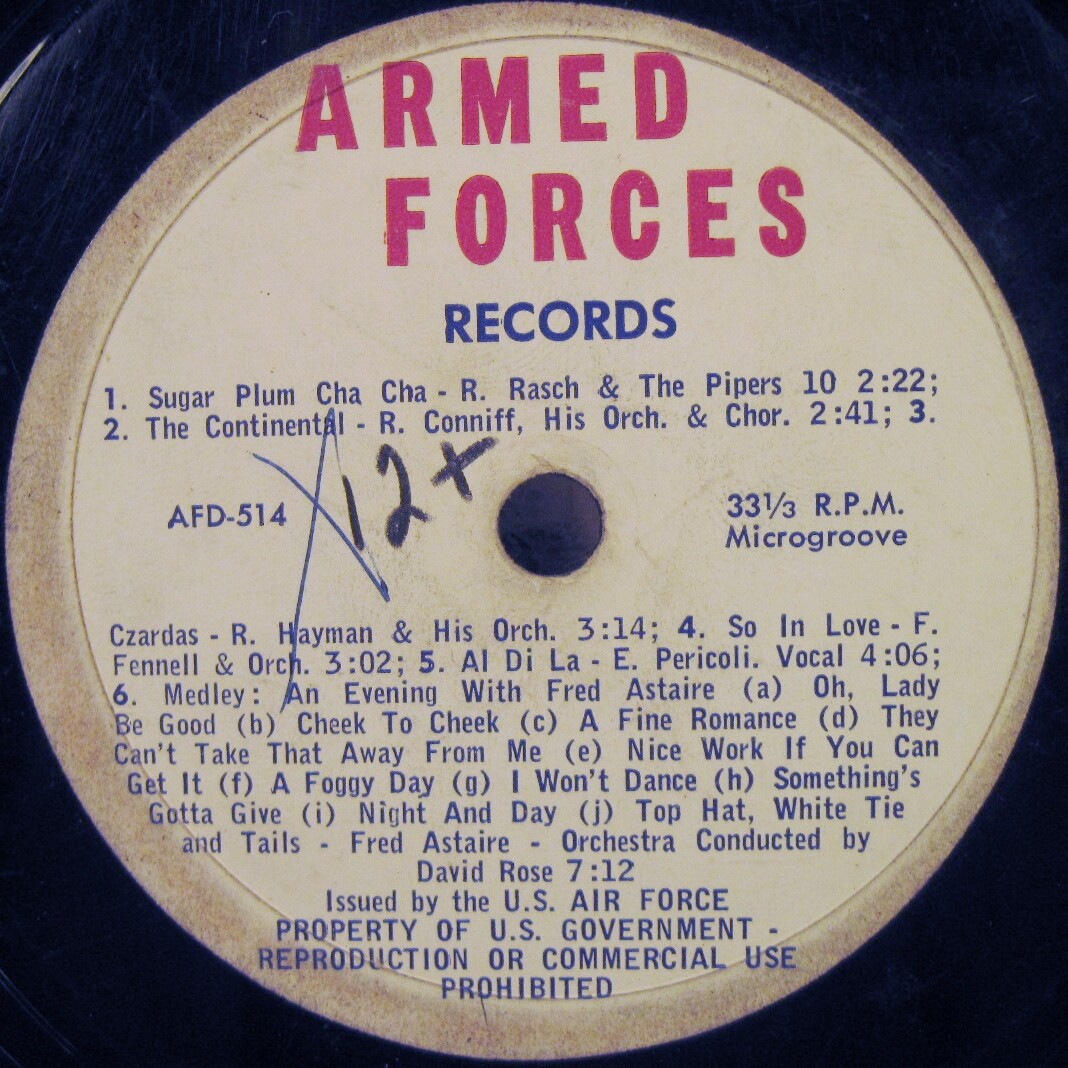 ARMED
FORCES
RECORDS
1. Sugar Plum Cha Cha - R. Rasch & The Pipers 10 2:22;
2. The Continental - R. Conniff, His Orch. & Chor. 2:41; 3.
12x
AFD-514
33⅓ R.P.M.
Microgroove
Czardas - R. Hayman & His Orch. 3:14; 4. So In Love - F.
Fennell & Orch. 3:02; 5. Al Di La - E. Pericoli. Vocal 4:06;
6. Medley: An Evening With Fred Astaire (a) Oh, Lady
Be Good (b) Cheek To Cheek (c) A Fine Romance (d) They
Can't Take That Away From Me (e) Nice Work If You Can
Get It (f) A Foggy Day (g) I Won't Dance (h) Something's
Gotta Give (i) Night And Day (j) Top Hat, White Tie
and Tails - Fred Astaire - Orchestra Conducted by
David Rose 7:12
Issued by the U.S. AIR FORCE
PROPERTY OF U.S. GOVERNMENT -
REPRODUCTION OR COMMERCIAL USE
PROHIBITED